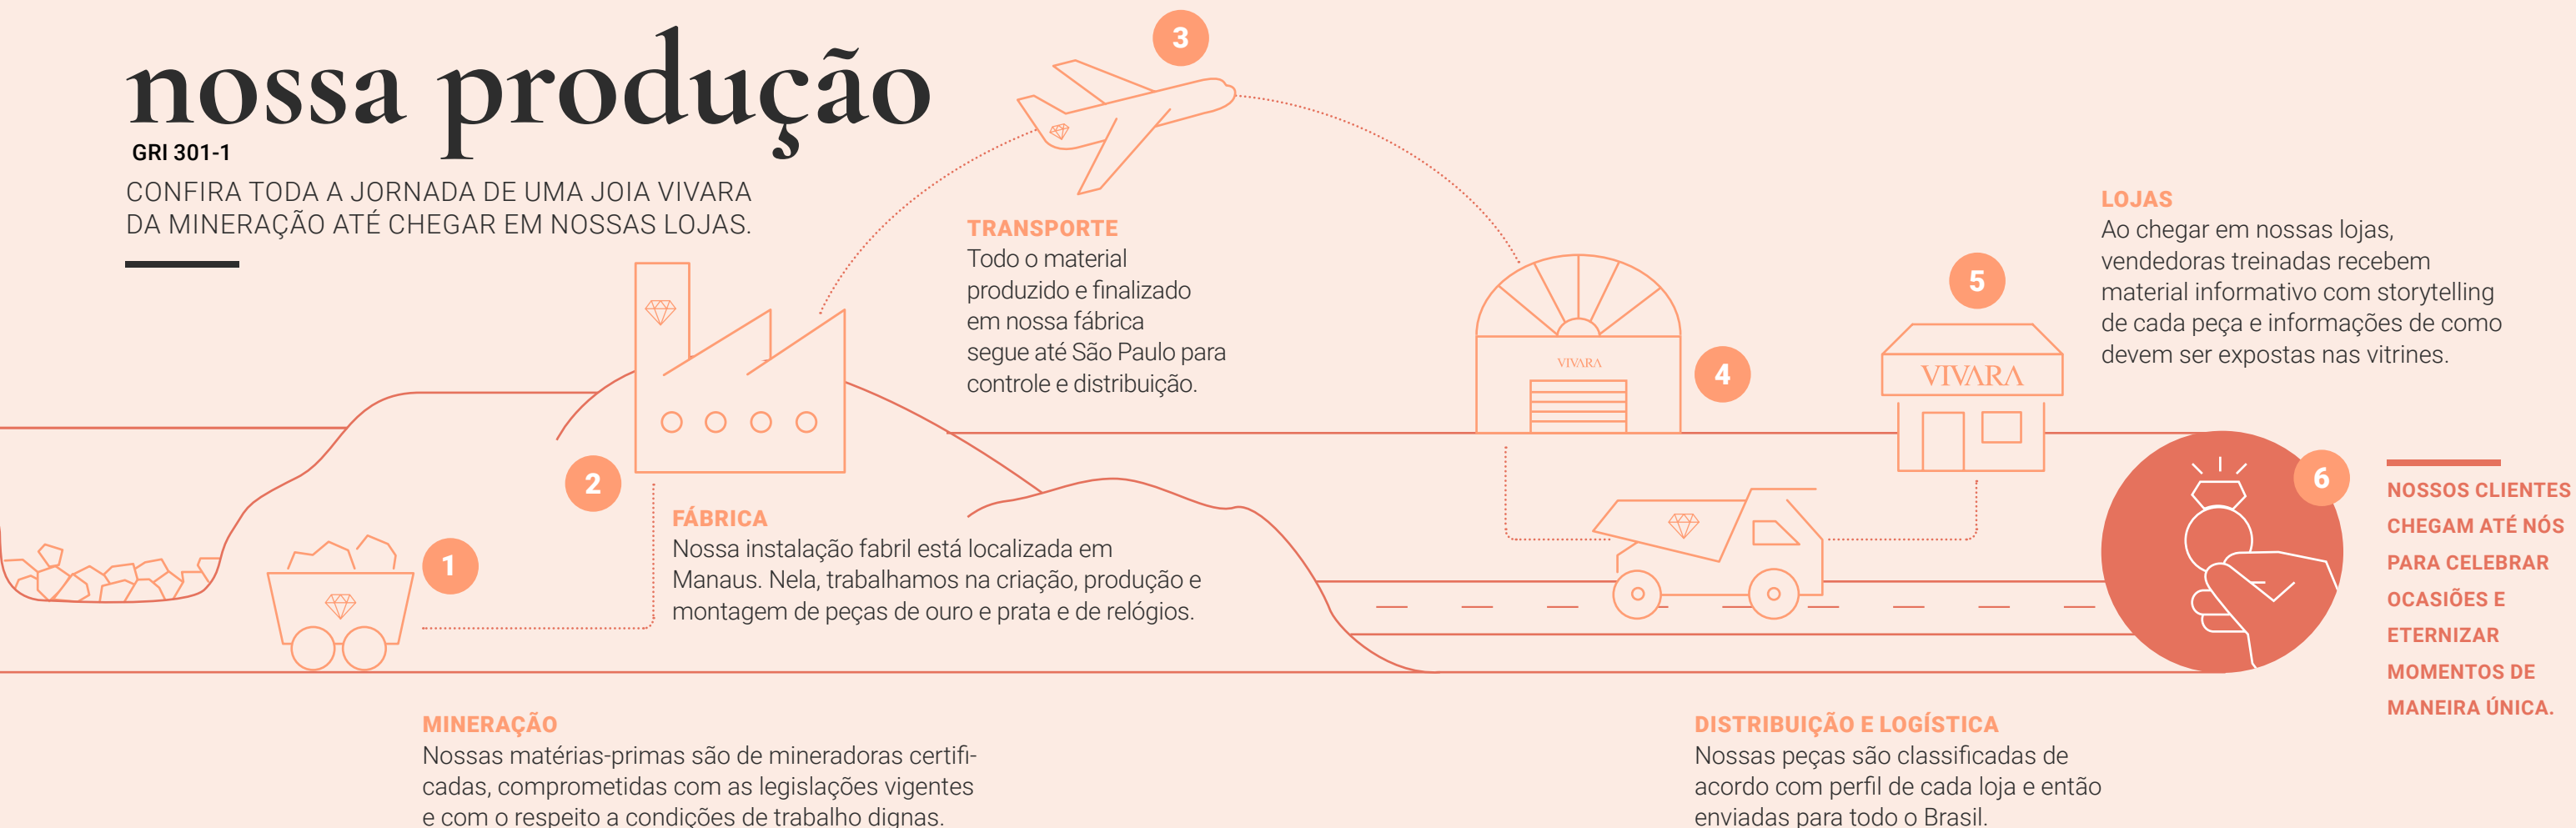 nossa produção
GRI 301-1
CONFIRA TODA A JORNADA DE UMA JOIA VIVARA
DA MINERAÇÃO ATÉ CHEGAR EM NOSSAS LOJAS.
1
MINERAÇÃO
Nossas matérias-primas são de mineradoras certifi-
cadas, comprometidas com as legislações vigentes
e com o respeito a condições de trabalho dignas.
2
FÁBRICA
Nossa instalação fabril está localizada em
Manaus. Nela, trabalhamos na criação, produção e
montagem de peças de ouro e prata e de relógios.
3
TRANSPORTE
Todo o material
produzido e finalizado
em nossa fábrica
segue até São Paulo para
controle e distribuição.
VIVARA
4
DISTRIBUIÇÃO E LOGÍSTICA
Nossas peças são classificadas de
acordo com perfil de cada loja e então
enviadas para todo o Brasil.
5
VIVARA
LOJAS
Ao chegar em nossas lojas,
vendedoras treinadas recebem
material informativo com storytelling
de cada peça e informações de como
devem ser expostas nas vitrines.
6
NOSSOS CLIENTES
CHEGAM ATÉ NÓS
PARA CELEBRAR
OCASIÕES E
ETERNIZAR
MOMENTOS DE
MANEIRA ÚNICA.